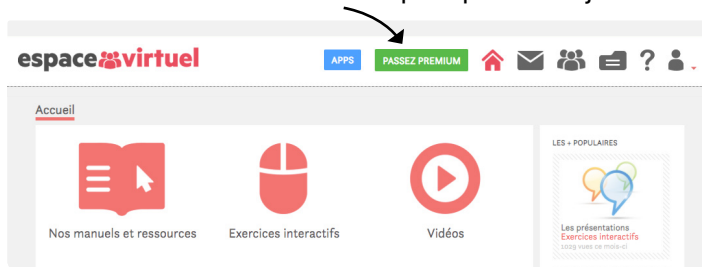 espace virtuel
APPS
PASSEZ PREMIUM
?
Accueil
Nos manuels et ressources
Exercices interactifs
Vidéos
LES + POPULAIRES
Les présentations
Exercices interactifs
1029 vues ce mois-ci